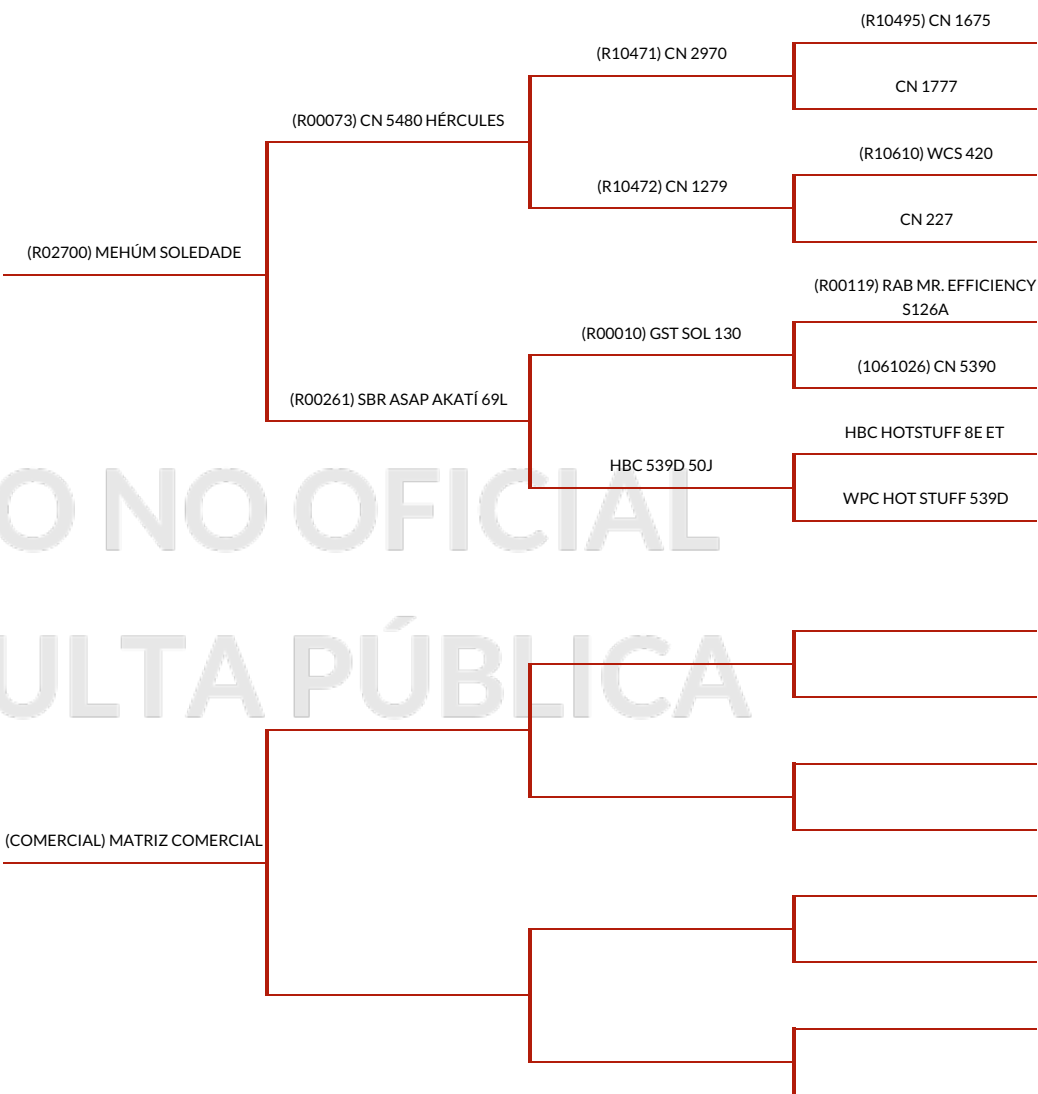 (R10495) CN 1675
(R10471) CN 2970
CN 1777
(R00073) CN 5480 HÉRCULES
(R10610) WCS 420
(R10472) CN 1279
CN 227
(R02700) MEHÚM SOLEDADE
(R00119) RAB MR. EFFICIENCY
S126A
(R00010) GST SOL 130
(1061026) CN 5390
(R00261) SBR ASAP AKATÍ 69L
HBC HOTSTUFF 8E ET
HBC 539D 50J
WPC HOT STUFF 539D
O NO OFICIAL
ULTA PÚBLICA
(COMERCIAL) MATRIZ COMERCIAL